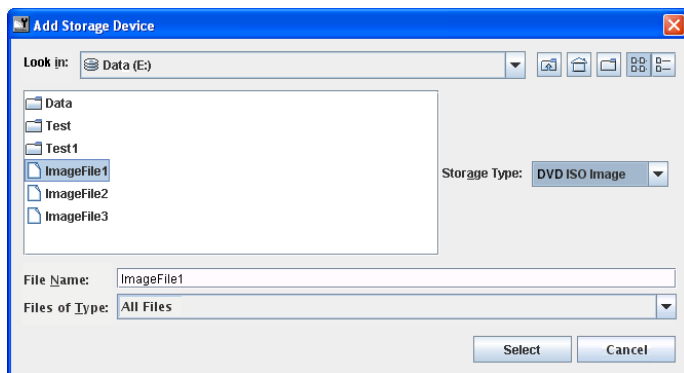 Add Storage Device
Look in: Data (E:)
Data
Test
Test1
ImageFile1
ImageFile2
ImageFile3
Storage Type: DVD ISO Image
File Name: ImageFile1
Files of Type: All Files
Select Cancel